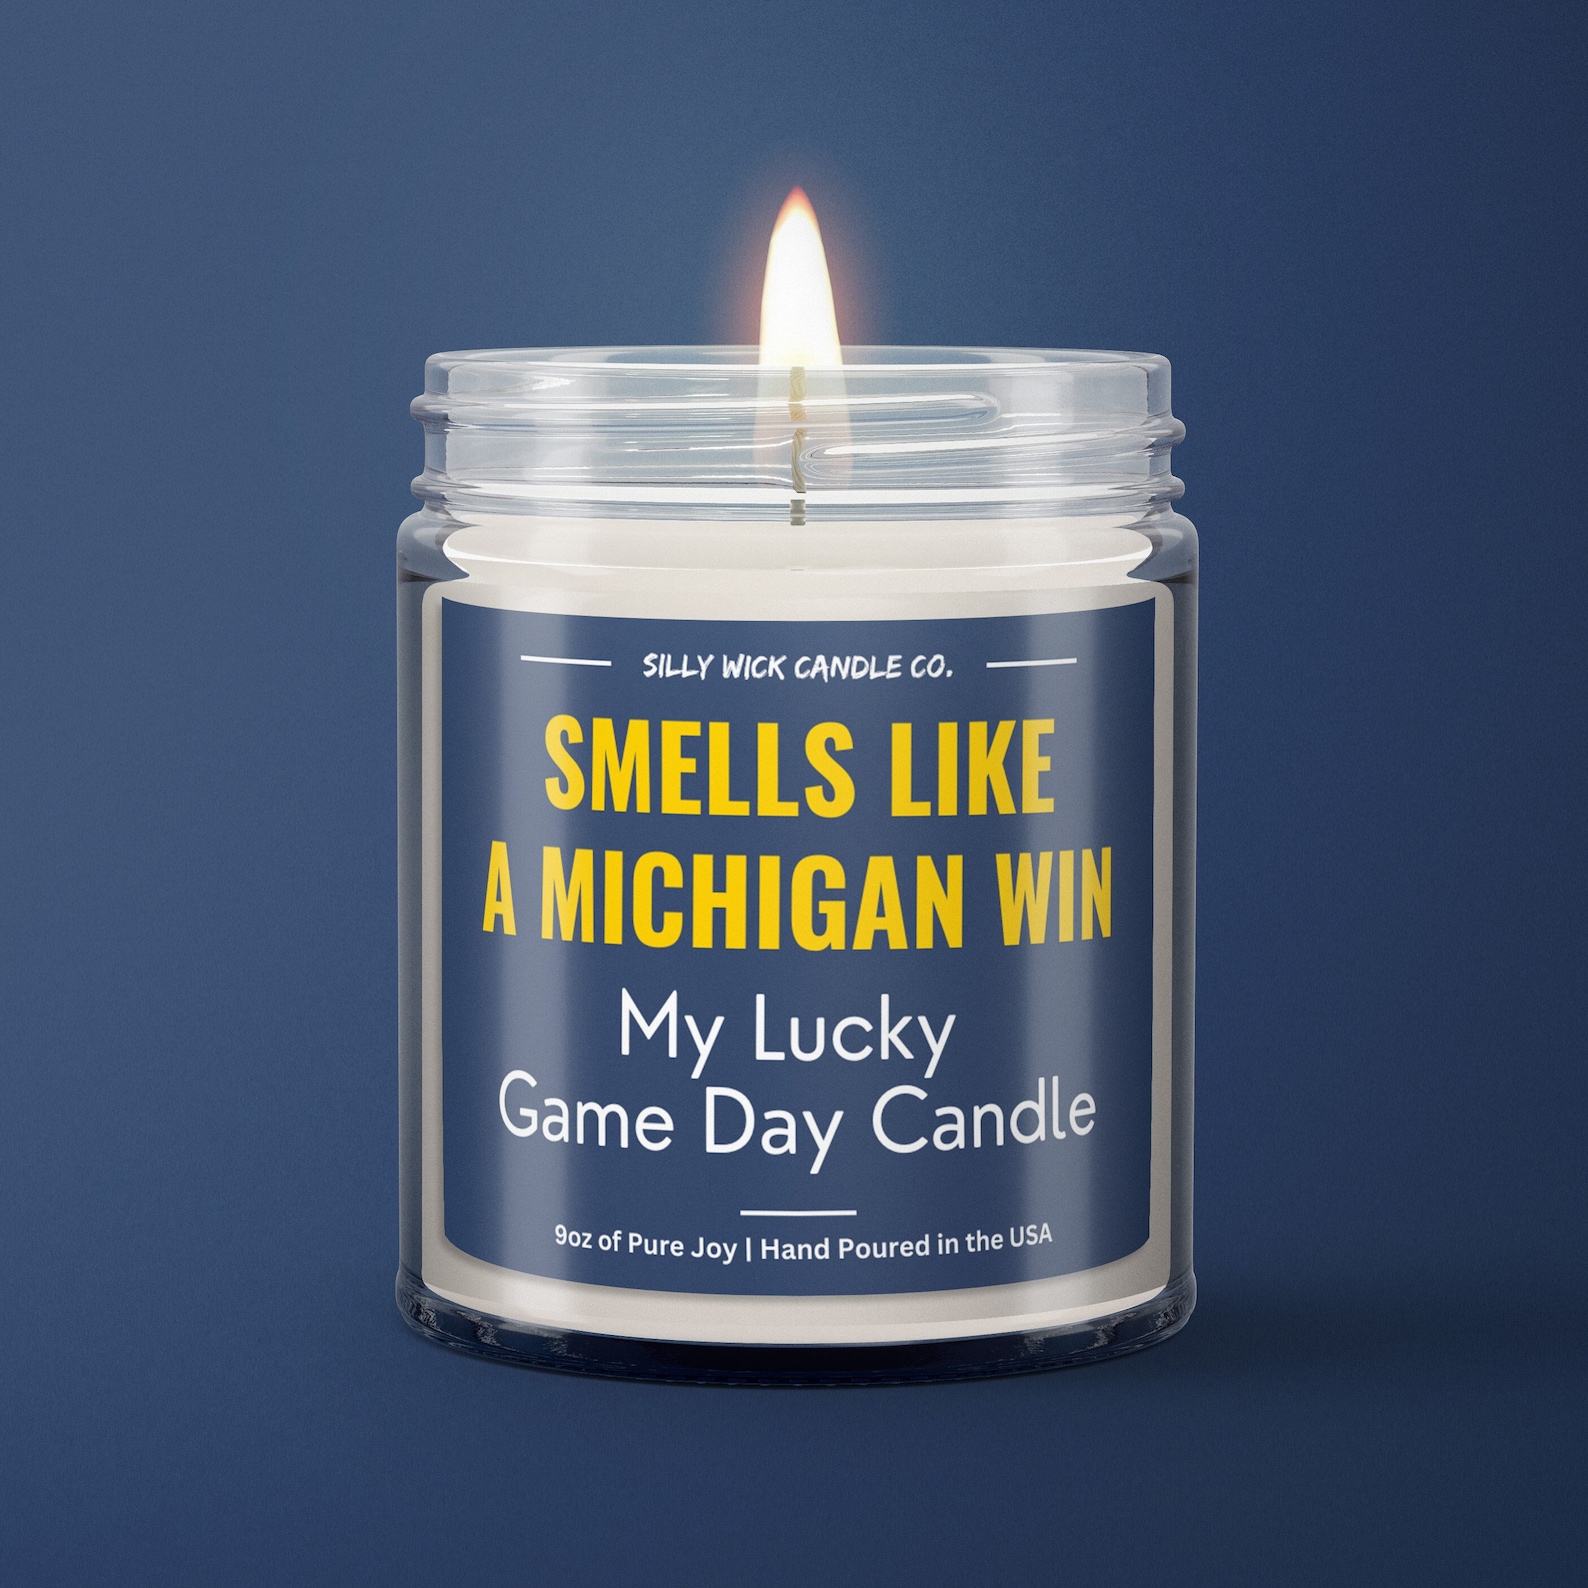 SILLY WICK CANDLE CO.
SMELLS LIKE
A MICHIGAN WIN
My Lucky
Game Day Candle
9oz of Pure Joy | Hand Poured in the USA